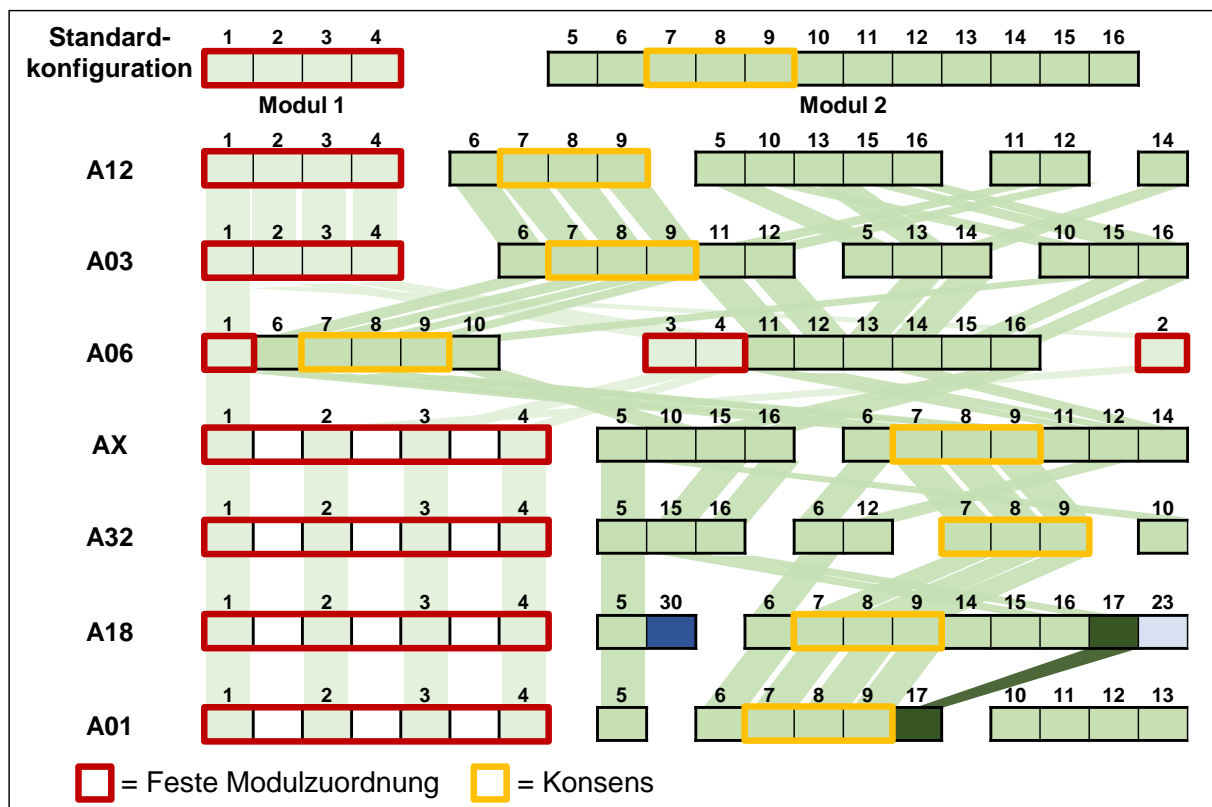 Standard-
konfiguration
1 2 3 4 5 6 7 8 9 10 11 12 13 14 15 16
Modul 1 Modul 2
A12
1 2 3 4 6 7 8 9 5 10 13 15 16 11 12 14
A03
1 2 3 4 6 7 8 9 11 12 5 13 14 10 15 16
A06
1 6 7 8 9 10 3 4 11 12 13 14 15 16 2
AX
1 2 3 4 5 10 15 16 6 7 8 9 11 12 14
A32
1 2 3 4 5 15 16 6 12 7 8 9 10
A18
1 2 3 4 5 30 6 7 8 9 14 15 16 17 23
A01
1 2 3 4 5 6 7 8 9 17 10 11 12 13
= Feste Modulzuordnung = Konsens